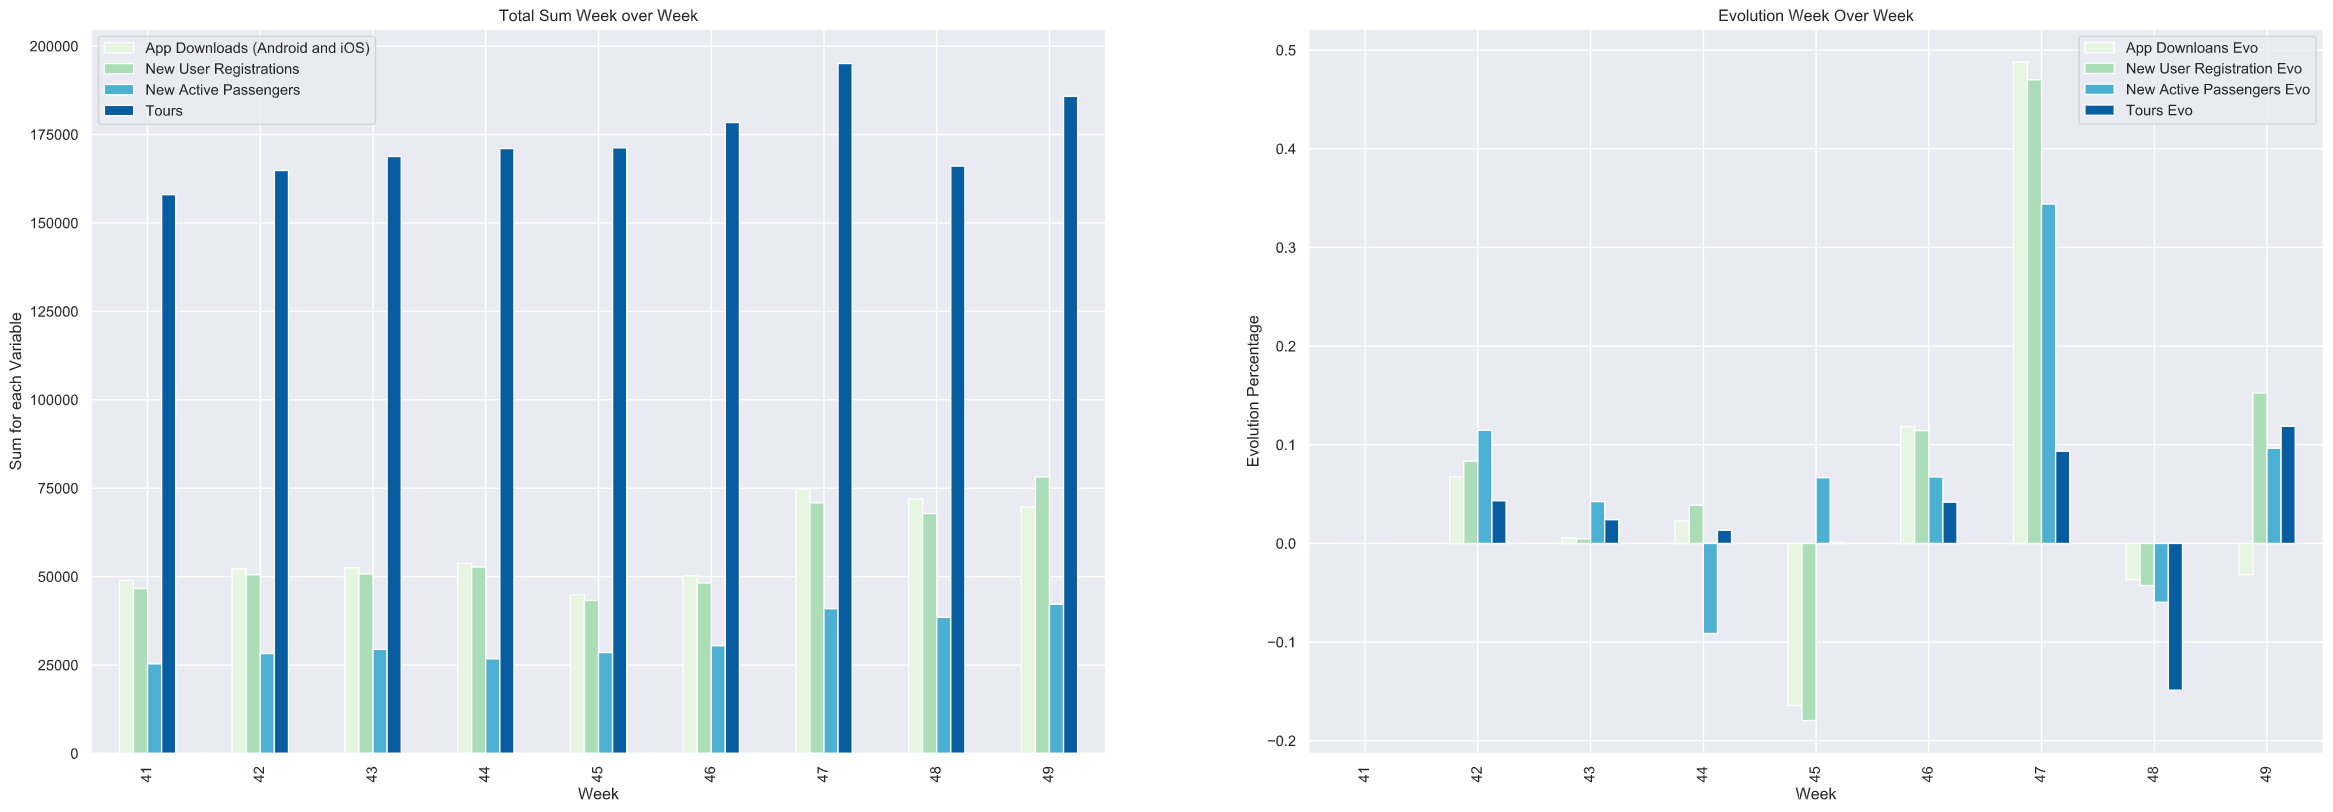 Total Sum Week over Week
App Downloads (Android and iOS)
New User Registrations
New Active Passengers
Tours
200000
175000
150000
125000
100000
75000
50000
25000
0
Sum for each Variable
41
42
43
44
45
46
47
48
49
Week
Evolution Week Over Week
App Downloans Evo
New User Registration Evo
New Active Passengers Evo
Tours Evo
0.5
0.4
0.3
0.2
0.1
0.0
−0.1
−0.2
Evolution Percentage
41
42
43
44
45
46
47
48
49
Week